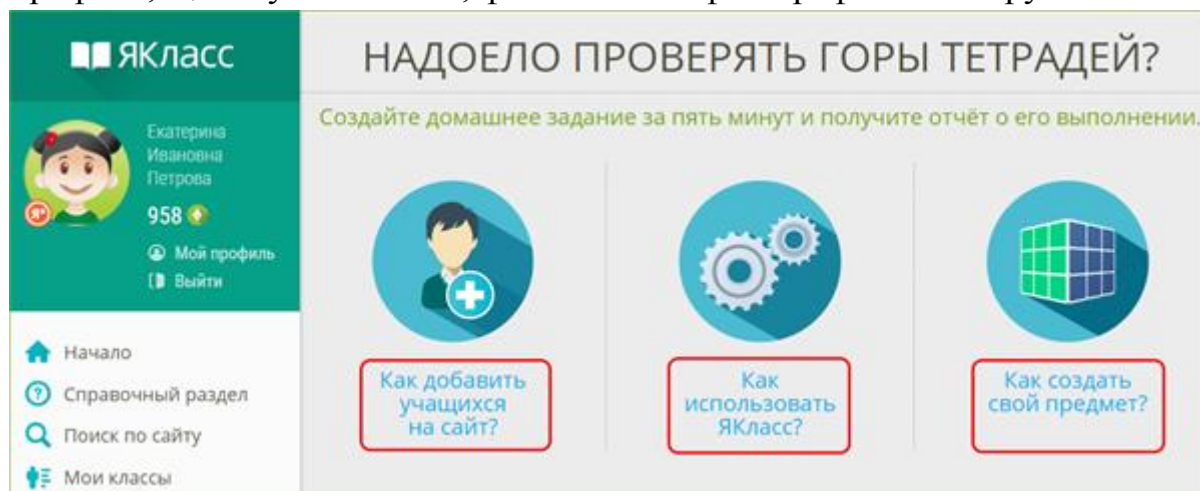 ЯКласс
НАДОЕЛО ПРОВЕРЯТЬ ГОРЫ ТЕТРАДЕЙ?
Создайте домашнее задание за пять минут и получите отчёт о его выполнении.
Екатерина
Ивановна
Петрова
958
Мой профиль
Выйти
Начало
Справочный раздел
Поиск по сайту
Мои классы
Как добавить
учащихся
на сайт?
Как
использовать
ЯКласс?
Как создать
свой предмет?